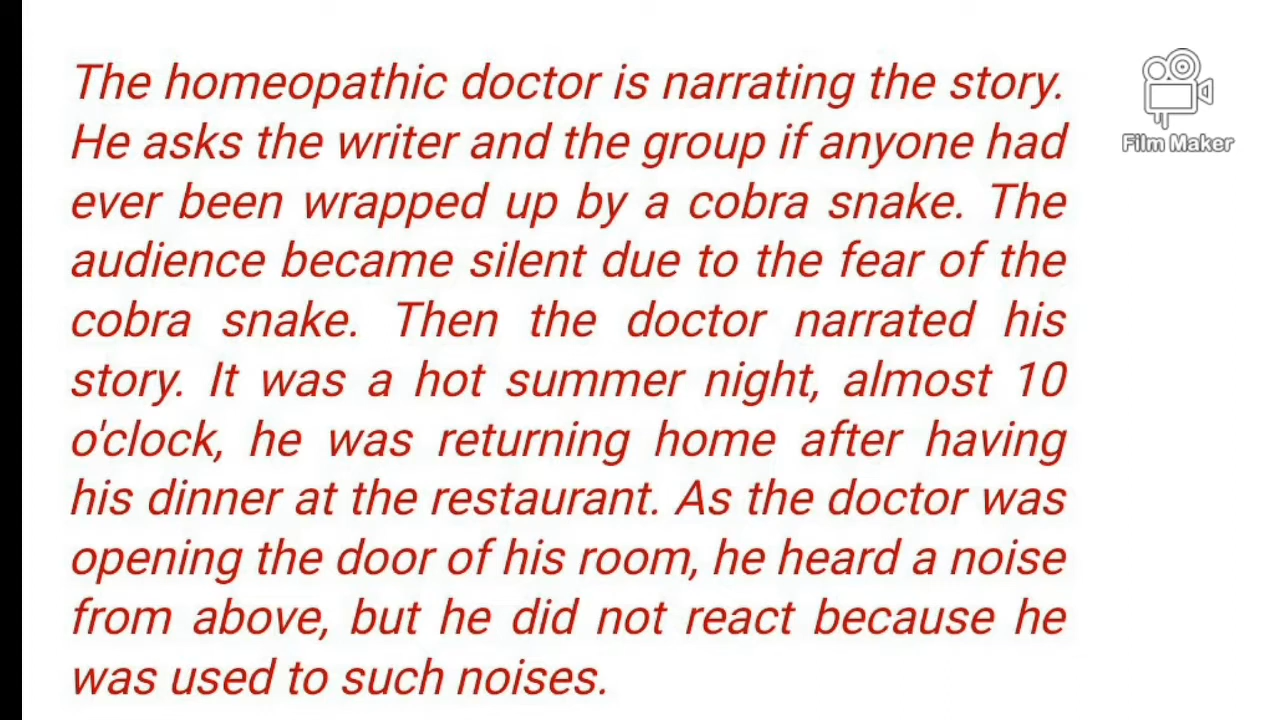 The homeopathic doctor is narrating the story.
He asks the writer and the group if anyone had
ever been wrapped up by a cobra snake. The
audience became silent due to the fear of the
cobra snake. Then the doctor narrated his
story. It was a hot summer night, almost 10
o'clock, he was returning home after having
his dinner at the restaurant. As the doctor was
opening the door of his room, he heard a noise
from above, but he did not react because he
was used to such noises.
Film Maker